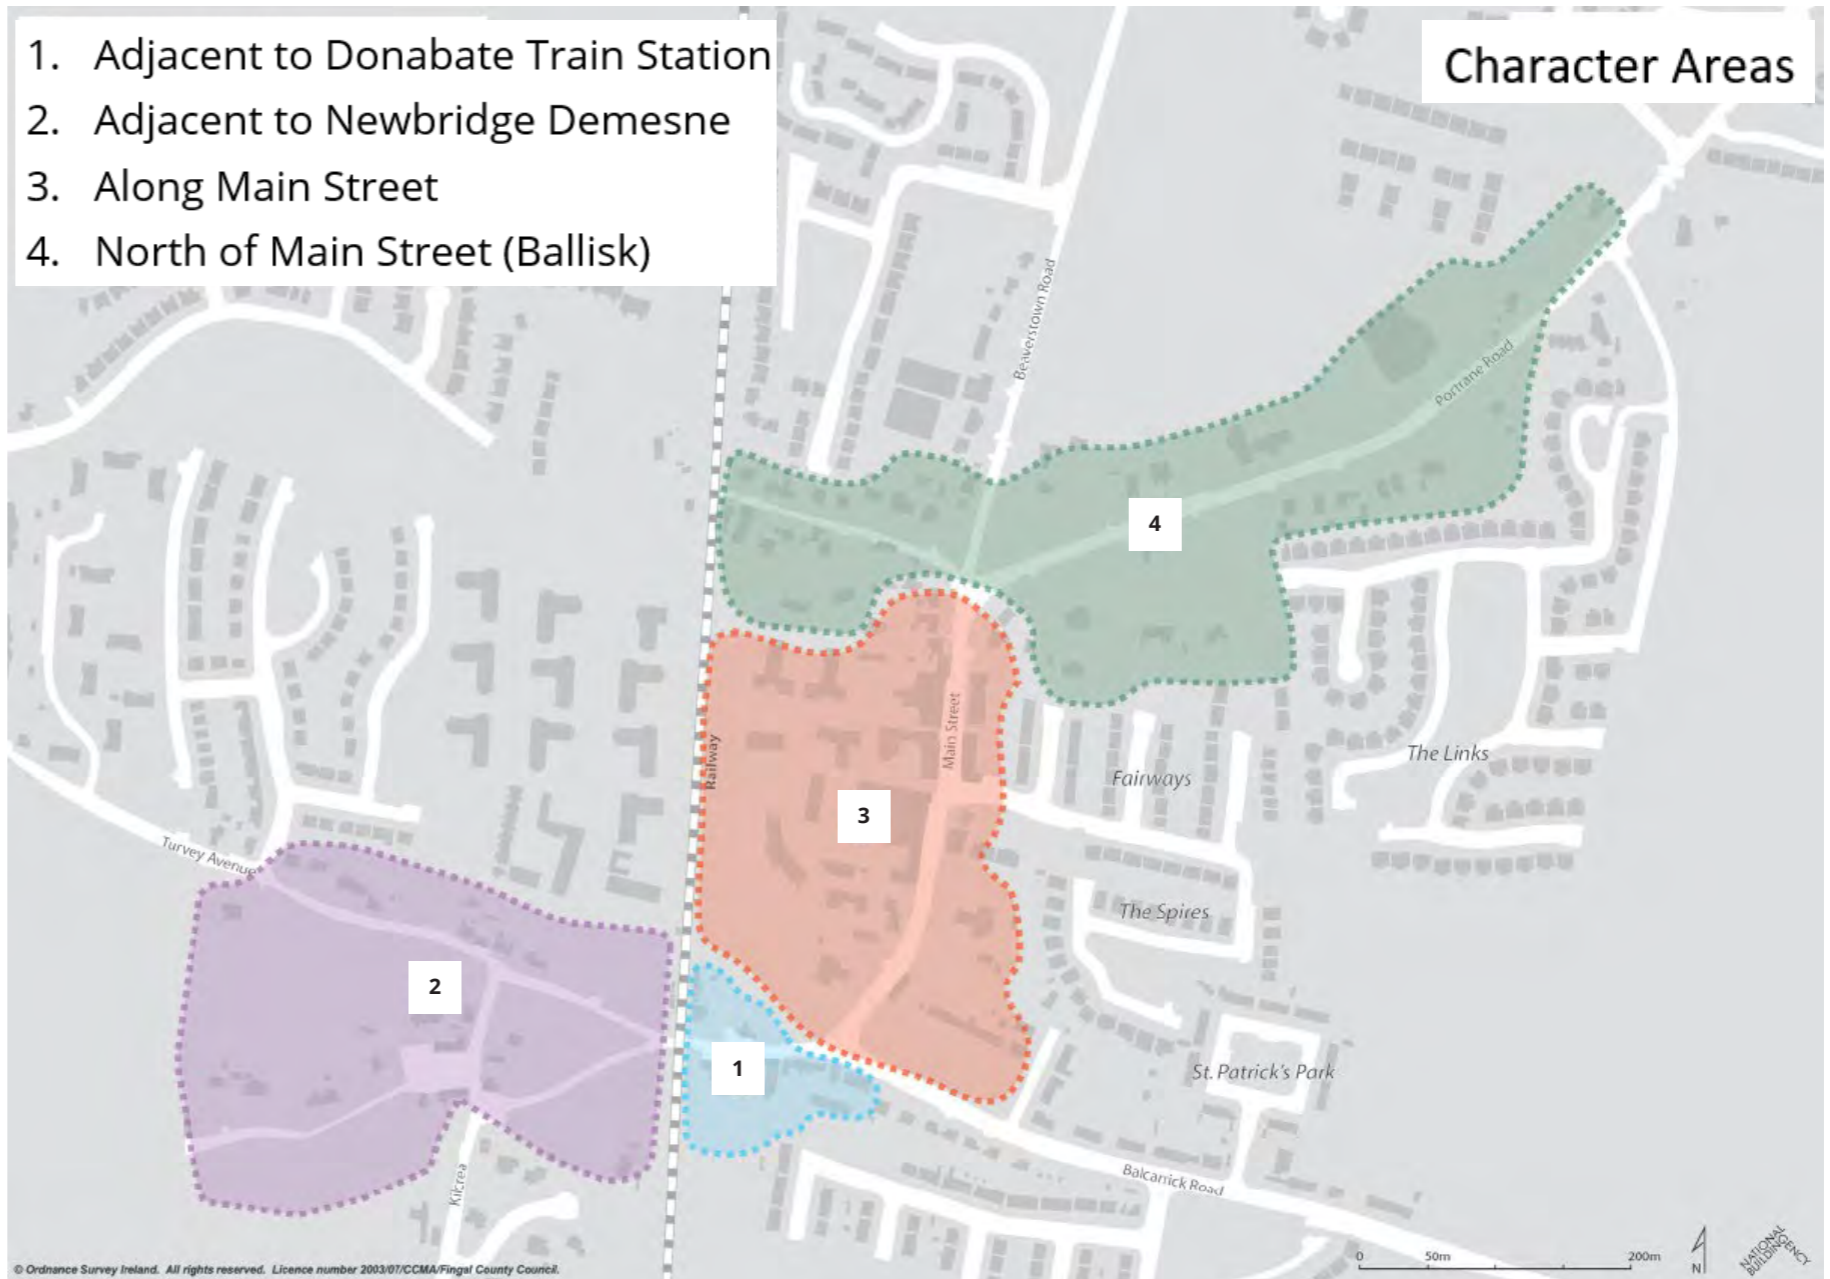 1. Adjacent to Donabate Train Station
2. Adjacent to Newbridge Demesne
3. Along Main Street
4. North of Main Street (Ballisk)
Character Areas
Beaverstown Road
Portrane Road
4
Main Street
Railway
Fairways
The Links
3
Turvey Avenue
The Spires
2
1
St. Patrick's Park
Balcarrick Road
Kilcrea
0 50m 200m
N
NATIONAL
BUILDING
AGENCY
© Ordnance Survey Ireland. All rights reserved. Licence number 2003/07/CCMA/Fingal County Council.